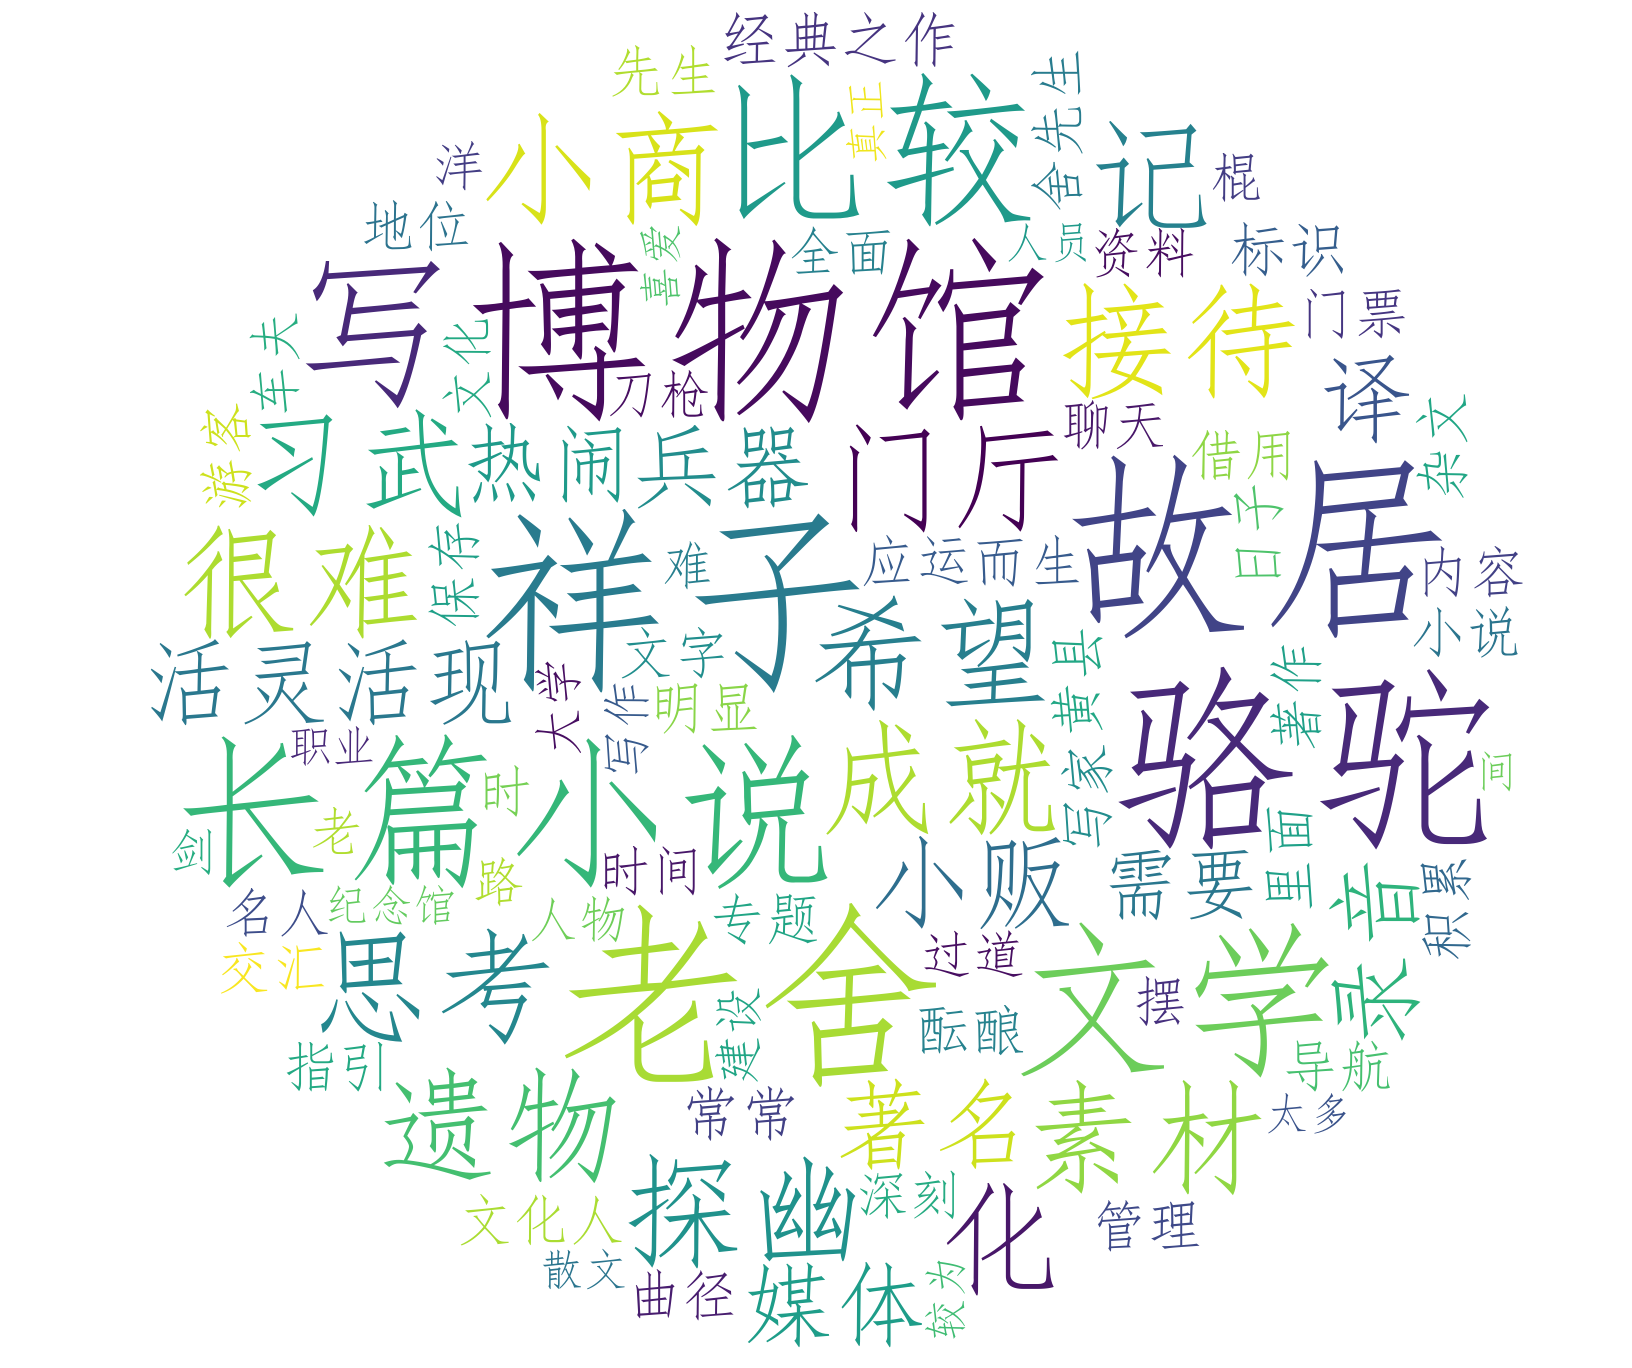 经典之作
先生
比较
真正
舍先生
小商
记
棍
洋
地位
喜爱
全面
人员
资料
标识
写
博物馆
接待
门票
车夫
文化
刀枪
聊天
译
杂文
游客
习武
热闹
兵器
门厅
借用
故居
日子
很难
保存
祥子
难
应运而生
内容
小说
活灵活现
大学
文字
写作
明显
希望
黄县
著作
骆驼
职业
长篇小说
时
成就
写家
里面
间
剑
老
路
时间
小贩
需要
音
积累
名人
纪念馆
人物
专题
交汇
思考
老舍
过道
文学
摆
录
指引
建设
酝酿
导航
遗物
常常
著名
素材
太多
文化人
探幽
深刻
化
管理
散文
曲径
媒体
较为